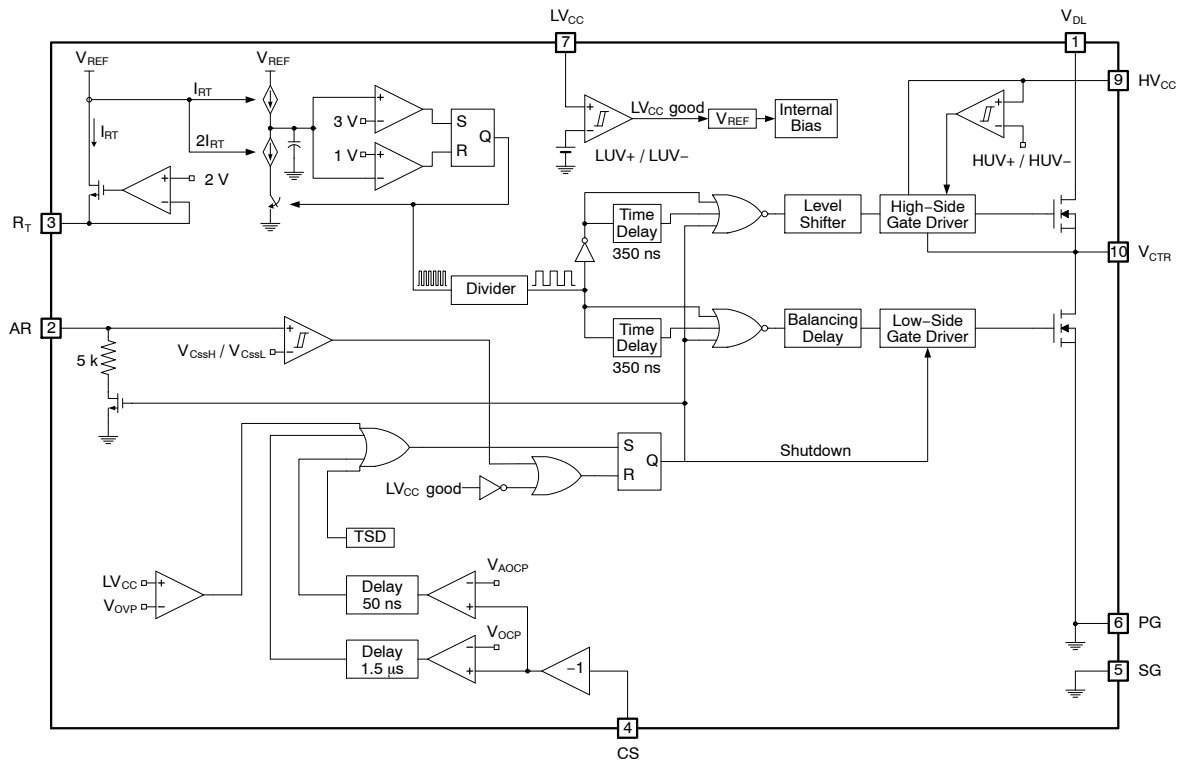 LVCC
VDL
7
1
VREF
VREF
9
HVCC
IRT
IRT
2IRT
3 V
1 V
+
−
+
−
S
R
Q
+
−
LVCC good
VREF
Internal
Bias
LUV+ / LUV−
+
−
HUV+ / HUV−
+
−
2 V
RT
3
Time
Delay
350 ns
Level
Shifter
High−Side
Gate Driver
10
VCTR
Divider
AR
2
VCssH / VCssL
+
−
5 k
Time
Delay
350 ns
Balancing
Delay
Low−Side
Gate Driver
S
R
Q
Shutdown
LVCC good
TSD
LVCC
VOVP
+
−
Delay
50 ns
−
+
VAOCP
Delay
1.5 μs
−
+
VOCP
−1
6
PG
5
SG
4
CS